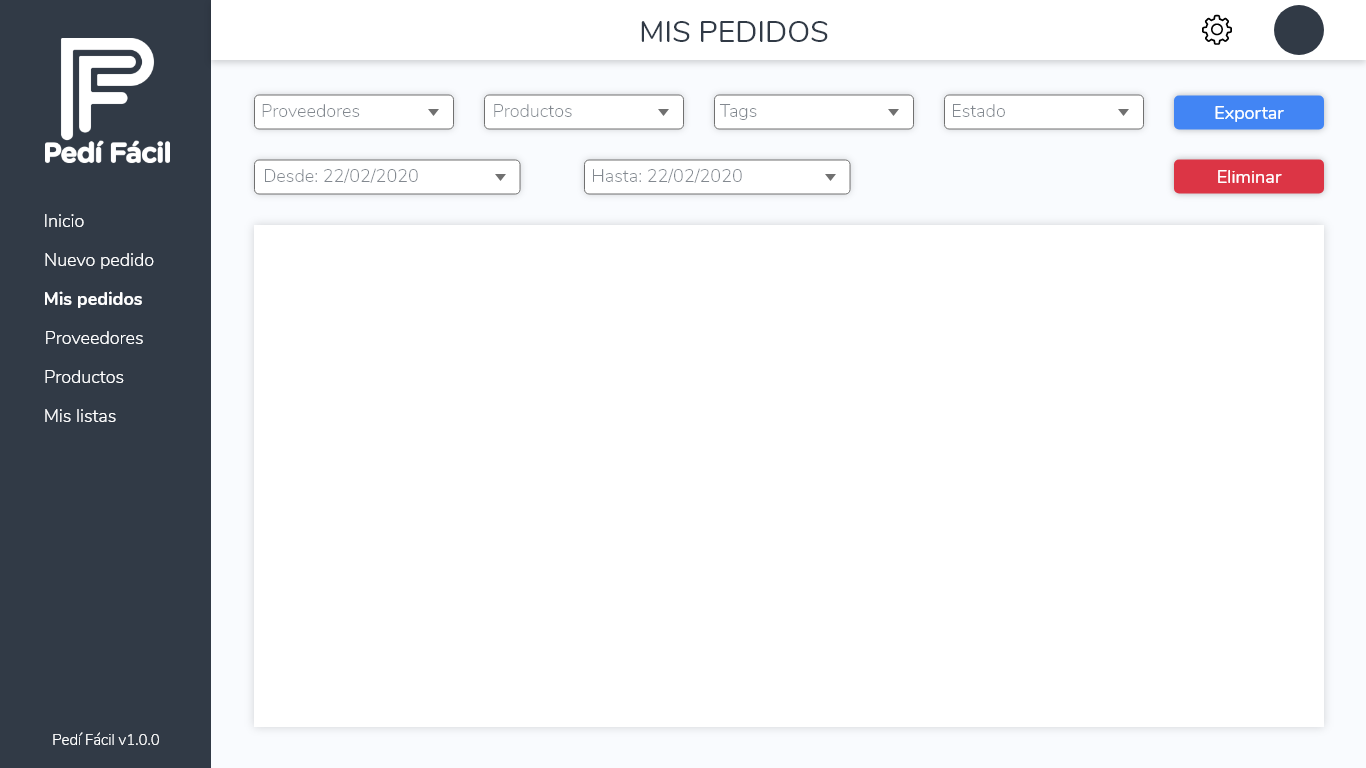 Pedí Fácil
Inicio
Nuevo pedido
Mis pedidos
Proveedores
Productos
Mis listas
Pedí Fácil v1.0.0
MIS PEDIDOS
Proveedores
Productos
Tags
Estado
Exportar
Desde: 22/02/2020
Hasta: 22/02/2020
Eliminar